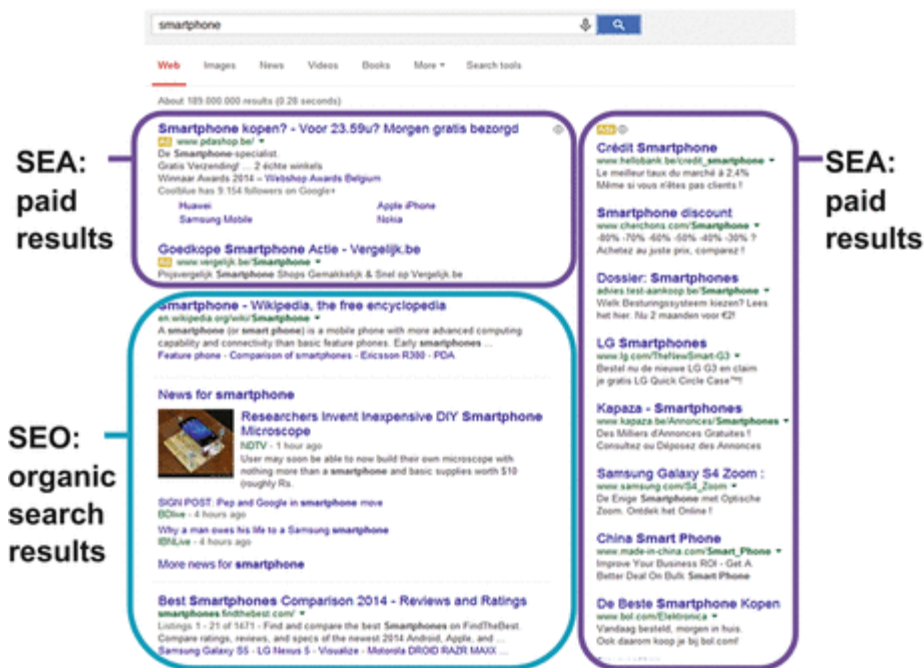 smartphone
Web Images News Videos Books More Search tools
About 189.000.000 results (0.28 seconds)
SEA:
paid
results
Smartphone kopen? - Voor 23.59u? Morgen gratis bezorgd
Ad www.pdashop.be/
De Smartphone-specialist.
Gratis Verzending! ... 2 échte winkels
Winnaar Awards 2014 – Webshop Awards Belgium
Coolblue has 9.154 followers on Google+
Huawei Apple iPhone
Samsung Mobile Nokia
Goedkope Smartphone Actie - Vergelijk.be
Ad www.vergelijk.be/Smartphone
Prijsvergelijk Smartphone Shops Gemakkelijk & Snel op Vergelijk.be
SEO:
organic
search
results
Smartphone - Wikipedia, the free encyclopedia
en.wikipedia.org/wiki/Smartphone
A smartphone (or smart phone) is a mobile phone with more advanced computing
capability and connectivity than basic feature phones. Early smartphones ...
Feature phone - Comparison of smartphones - Ericsson R380 - PDA
News for smartphone
Researchers Invent Inexpensive DIY Smartphone
Microscope
NDTV - 1 hour ago
User may soon be able to now build their own microscope with
nothing more than a smartphone and basic supplies worth $10
(roughly Rs.
SIGN POST: Pep and Google in smartphone move
BDlive - 4 hours ago
Why a man owes his life to a Samsung smartphone
IBNLive - 4 hours ago
More news for smartphone
Best Smartphones Comparison 2014 - Reviews and Ratings
smartphones.findthebest.com/
Listings 1 - 21 of 1471 - Find and compare the best Smartphones on FindTheBest.
Compare ratings, reviews, and specs of the newest 2014 Android, Apple, and ...
Samsung Galaxy S5 - LG Nexus 5 - Visualize - Motorola DROID RAZR MAXX ...
Ads
Crédit Smartphone
www.hellobank.be/credit_smartphone
Le meilleur taux du marché à 2,4%
Même si vous n'êtes pas clients !
Smartphone discount
www.cherchons.com/Smartphone
-80% -70% -60% -50% -40% -30% ?
Achetez au juste prix, comparez !
Dossier: Smartphones
advies.test-aankoop.be/Smartphone
Welk Besturingssysteem kiezen? Lees
het hier. Nu 2 maanden voor €2!
LG Smartphones
www.lg.com/TheNewSmart-G3
Bestel nu de nieuwe LG G3 en claim
je gratis LG Quick Circle Case™!
Kapaza - Smartphones
www.kapaza.be/Annonces/Smartphones
Des Milliers d'Annonces Gratuites !
Consultez ou Déposez des Annonces
Samsung Galaxy S4 Zoom :
www.samsung.com/S4_Zoom
De Enige Smartphone met Optische
Zoom. Ontdek het Online !
China Smart Phone
www.made-in-china.com/Smart_Phone
Improve Your Business ROI - Get A
Better Deal On Bulk Smart Phone
De Beste Smartphone Kopen
www.bol.com/Elektronica
Vandaag besteld, morgen in huis.
Ook daarom koop je bij bol.com!
SEA:
paid
results